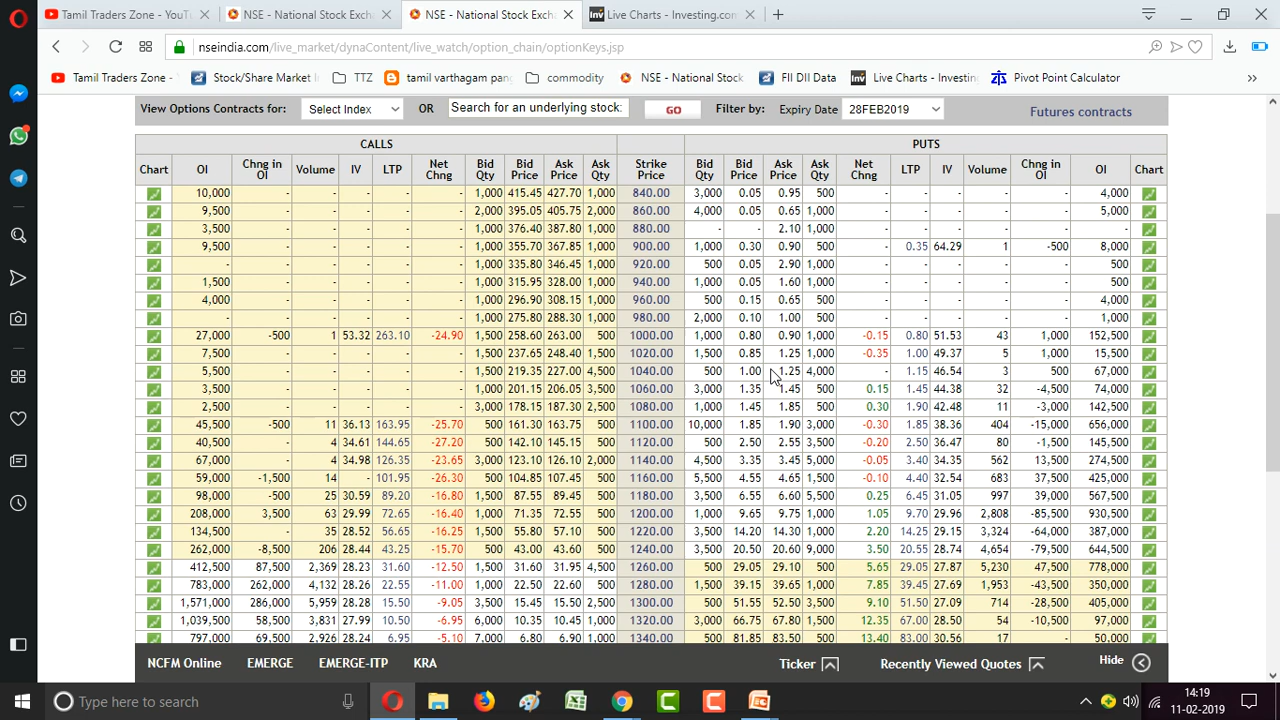 Tamil Traders Zone - YouTu
NSE - National Stock Exchan
NSE - National Stock Excha
Live Charts - Investing.com
nseindia.com/live_market/dynaContent/live_watch/option_chain/optionKeys.jsp
Tamil Traders Zone -
Stock/Share Market I
TTZ
tamil varthagam pang
commodity
NSE - National Stock
FII DII Data
Live Charts - Investin
Pivot Point Calculator
View Options Contracts for: Select Index OR Search for an underlying stock: GO Filter by: Expiry Date 28FEB2019 Futures contracts
CALLS PUTS
Chart OI Chng in OI Volume IV LTP Net Chng Bid Qty Bid Price Ask Price Ask Qty Strike Price Bid Qty Bid Price Ask Price Ask Qty Net Chng LTP IV Volume Chng in OI OI Chart
10,000 - - - - - 1,000 415.45 427.70 1,000 840.00 3,000 0.05 0.95 500 - - - - - 4,000
9,500 - - - - - 2,000 395.05 405.75 2,000 860.00 4,000 0.05 0.65 1,000 - - - - - 5,000
3,500 - - - - - 1,000 376.40 387.80 1,000 880.00 - - 2.10 1,000 - - - - - -
9,500 - - - - - 1,000 355.70 367.85 1,000 900.00 1,000 0.30 0.90 500 - 0.35 64.29 1 -500 8,000
- - - - - - 1,000 335.80 346.45 1,000 920.00 500 0.05 2.90 500 - - - - - 500
1,500 - - - - - 1,000 315.95 328.00 1,000 940.00 1,000 0.05 1.60 500 - - - - - 500
4,000 - - - - - 1,000 296.90 308.15 1,000 960.00 500 0.15 0.65 500 - - - - - 4,000
- - - - - - 1,000 275.80 288.30 1,000 980.00 2,000 0.10 1.00 500 - - - - - 1,000
27,000 -500 1 53.32 263.10 -24.90 1,500 258.60 263.00 500 1000.00 1,000 0.80 0.90 1,000 -0.15 0.80 51.53 43 1,000 152,500
7,500 - - - - - 1,500 237.65 248.40 1,500 1020.00 1,500 0.85 1.25 1,000 -0.35 1.00 49.37 5 1,000 15,500
5,500 - - - - - 1,500 219.35 227.00 4,500 1040.00 500 1.00 1.25 4,000 - 1.15 46.54 3 500 67,000
3,500 - - - - - 1,000 201.15 206.05 3,500 1060.00 3,000 1.35 1.45 500 0.15 1.45 44.38 32 -4,500 74,000
2,500 - - - - - 3,000 178.15 187.30 2,500 1080.00 1,000 1.45 1.85 500 0.30 1.90 42.48 11 -3,000 142,500
45,500 -500 11 36.13 163.95 -25.70 500 161.30 163.75 500 1100.00 10,000 1.85 1.90 3,000 -0.30 1.85 38.36 404 -15,000 656,000
40,500 - 4 34.61 144.65 -27.20 500 142.10 145.15 500 1120.00 500 2.50 2.55 3,500 -0.20 2.50 36.47 80 -1,500 145,500
67,000 - 4 34.98 126.35 -23.65 3,000 123.10 126.10 2,000 1140.00 4,500 3.35 3.45 5,000 -0.05 3.40 34.35 562 13,500 274,500
59,000 -1,500 14 - 101.95 -26.30 500 104.85 107.45 500 1160.00 5,500 4.55 4.65 1,500 -0.10 4.40 32.54 683 37,500 425,000
98,000 -500 25 30.59 89.20 -16.80 1,500 87.55 89.45 500 1180.00 3,500 6.55 6.60 5,500 0.25 6.45 31.05 997 39,000 567,500
208,000 3,500 63 29.99 72.65 -16.40 1,500 71.35 72.55 500 1200.00 1,000 9.65 9.75 1,000 1.05 9.70 29.96 2,808 -85,500 930,500
134,500 - 35 28.52 56.65 -16.25 1,500 55.80 57.10 500 1220.00 3,500 14.20 14.30 1,000 2.20 14.25 29.15 3,324 -64,000 387,000
262,000 -8,500 206 28.44 43.25 -15.70 500 43.00 43.60 500 1240.00 3,500 20.50 20.60 9,000 3.50 20.55 28.74 4,654 -79,500 644,500
412,500 87,500 2,369 28.23 31.60 -12.50 1,500 31.60 31.95 4,500 1260.00 500 29.05 29.10 500 5.65 29.05 27.87 5,230 47,500 778,000
783,000 262,000 4,132 28.26 22.55 -11.00 1,500 22.50 22.60 500 1280.00 1,500 39.15 39.65 1,000 7.85 39.45 27.69 1,953 -43,500 350,000
1,571,000 286,000 5,959 28.28 15.50 -9.05 3,500 15.45 15.50 2,500 1300.00 500 51.55 52.50 3,500 9.10 51.50 27.09 714 -28,500 405,000
1,039,500 58,500 3,831 27.99 10.50 -6.95 6,000 10.35 10.45 1,000 1320.00 3,000 66.75 67.80 1,500 12.35 67.00 28.50 54 -10,500 97,000
797,000 69,500 2,926 28.24 6.95 -5.10 7,000 6.80 6.90 1,000 1340.00 500 81.85 83.50 500 13.40 83.00 30.56 17 - 50,000
NCFM Online EMERGE EMERGE-ITP KRA Ticker Recently Viewed Quotes Hide
Type here to search
14:19
11-02-2019